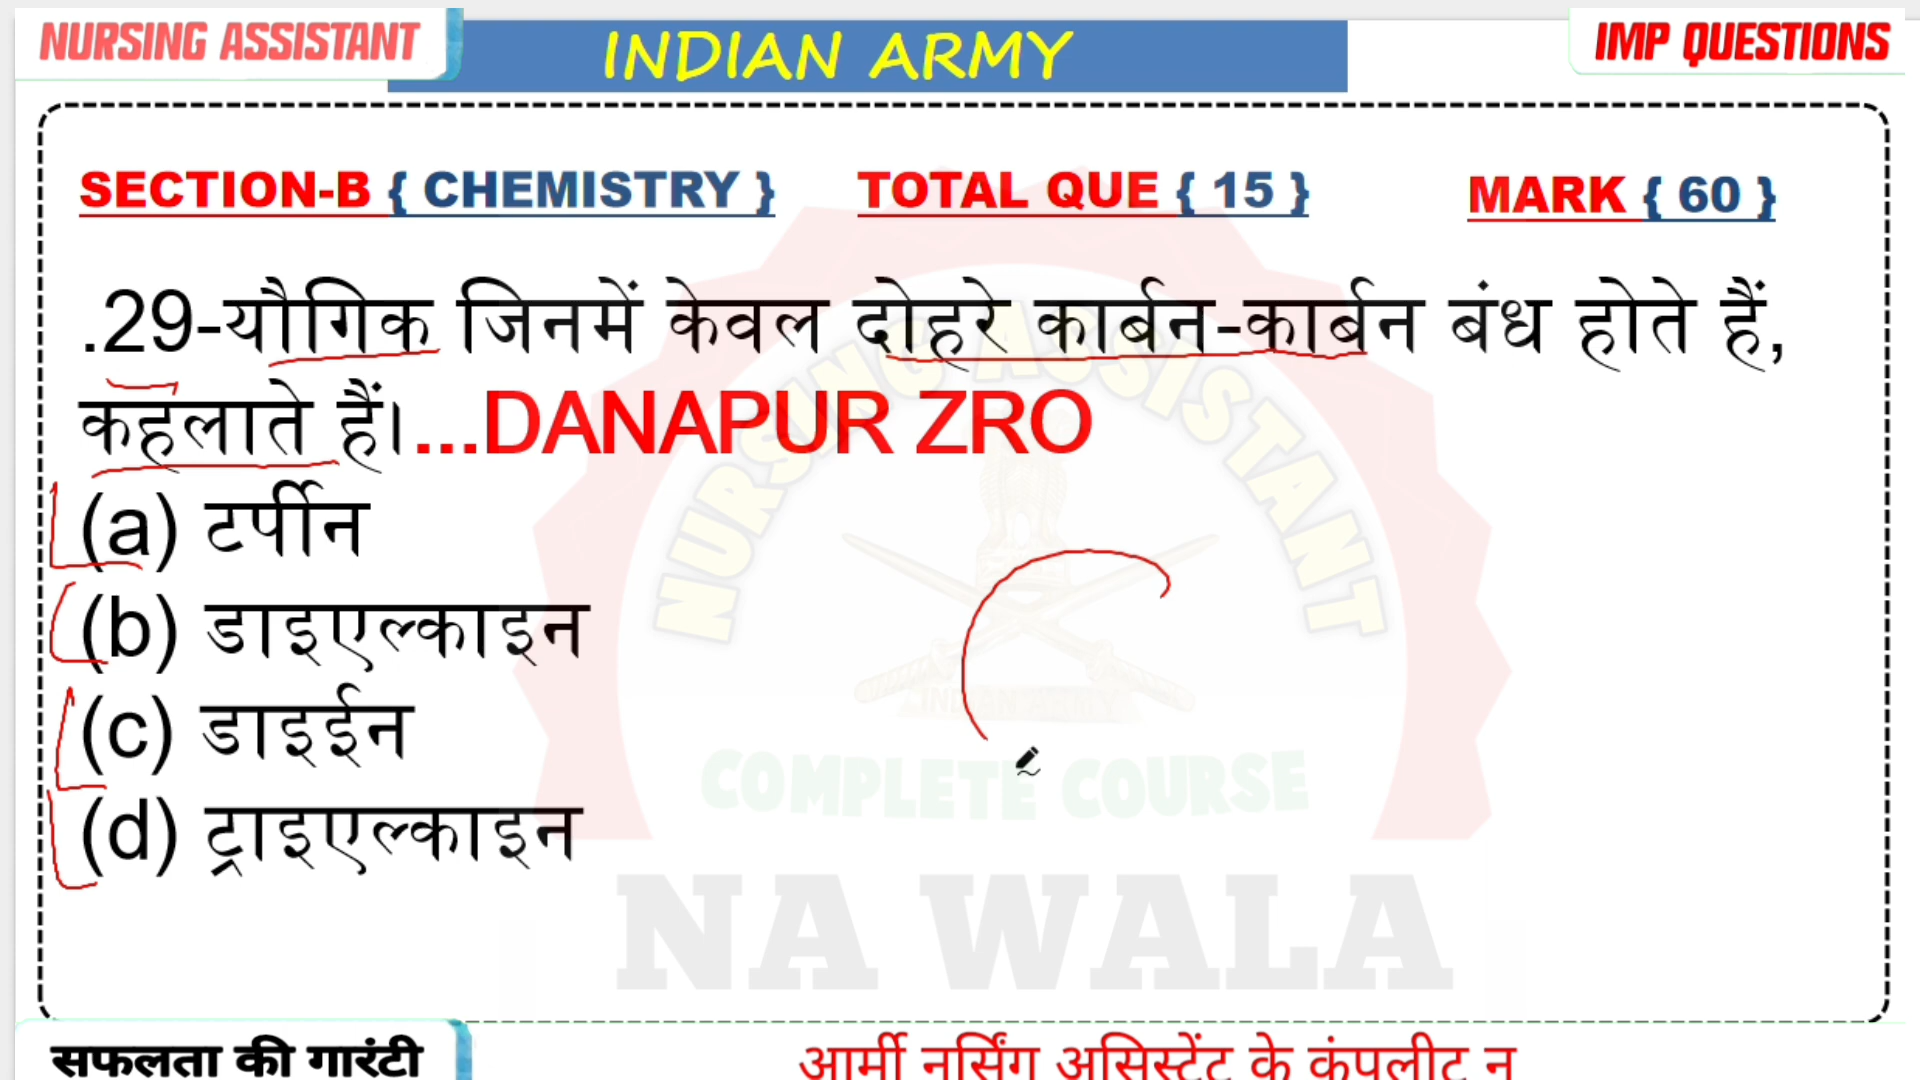 NURSING ASSISTANT
INDIAN ARMY
IMP QUESTIONS
SECTION-B { CHEMISTRY } TOTAL QUE { 15 } MARK { 60 }
.29-यौगिक जिनमें केवल दोहरे कार्बन-कार्बन बंध होते हैं,
कहलाते हैं।...DANAPUR ZRO
(a) टर्पीन
(b) डाइएल्काइन
(c) डाइईन
(d) ट्राइएल्काइन
NURSING ASSISTANT
INDIAN ARMY
COMPLETE COURSE
NA WALA
सफलता की गारंटी
आर्मी नर्सिंग असिस्टेंट के कंपलीट न